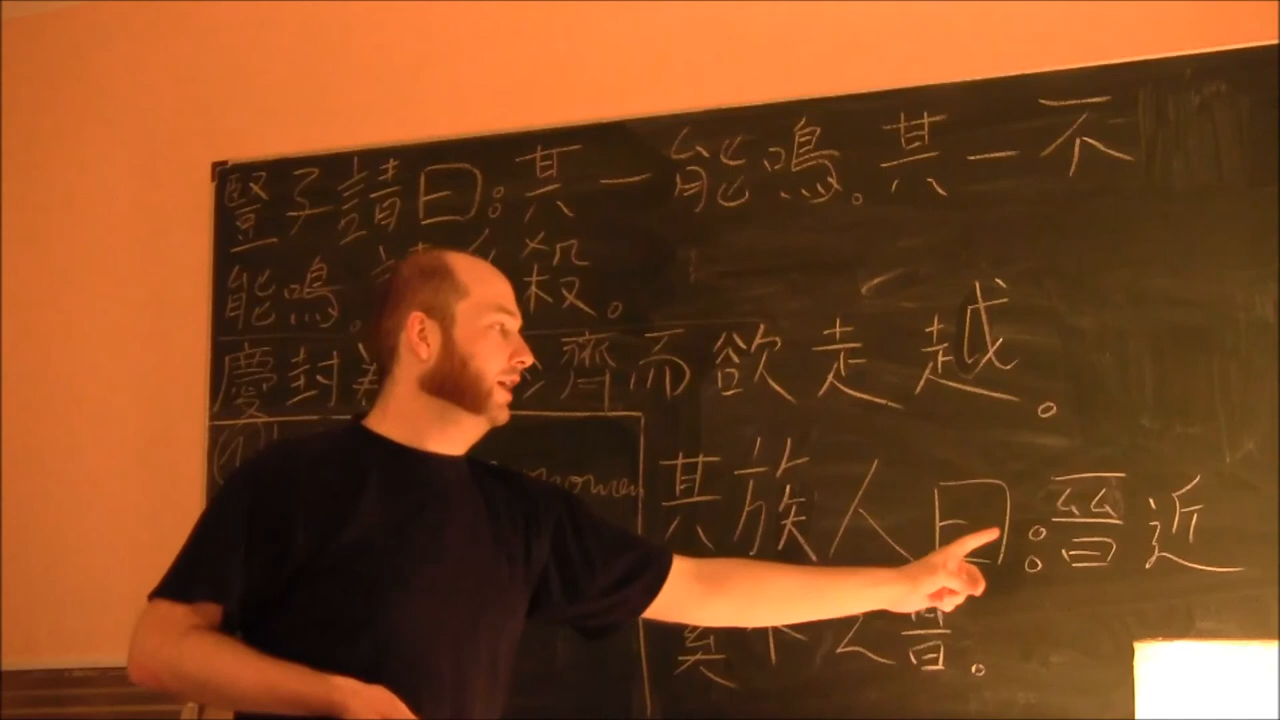 豎子請曰：其一能鳴。其一不
能鳴。殺。
慶封齊而欲走越。
其族人曰：晉近
奚不之晉。